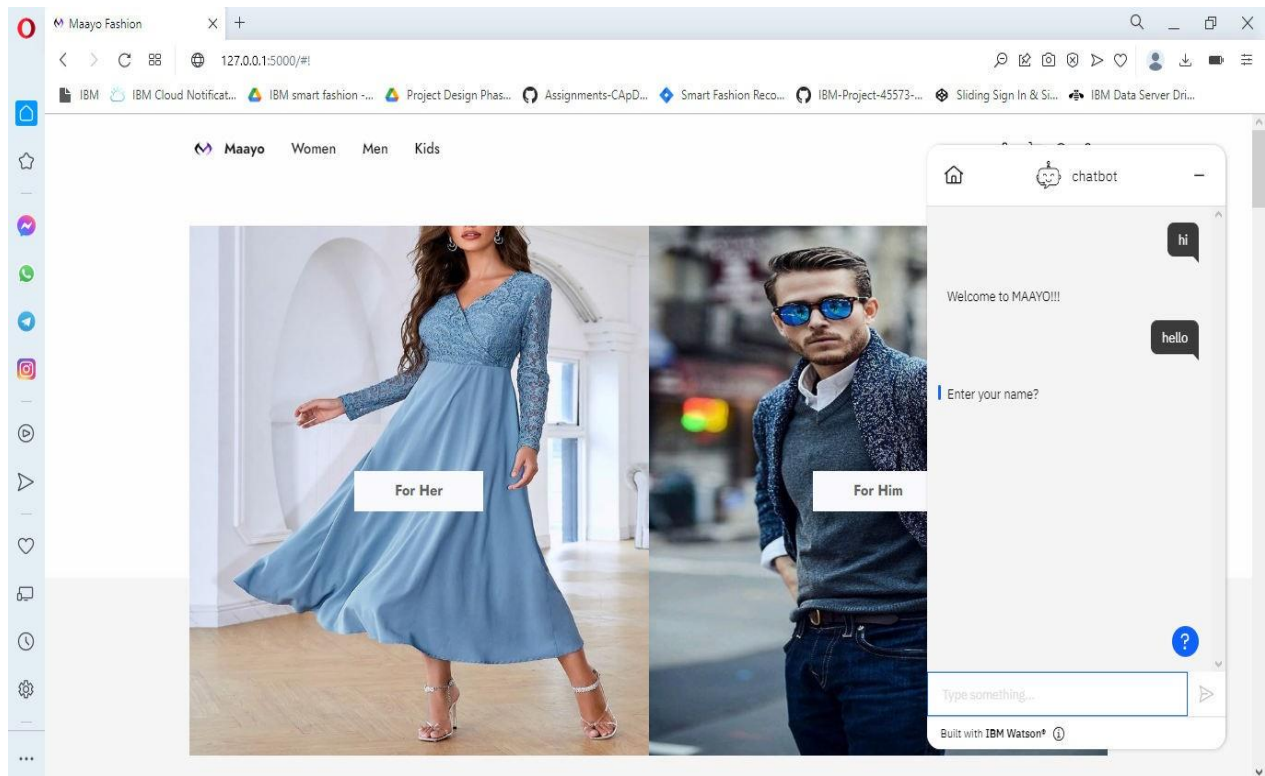 Maayo Fashion
127.0.0.1:5000/#!
IBM IBM Cloud Notificat... IBM smart fashion -... Project Design Phas... Assignments-CApD... Smart Fashion Reco... IBM-Project-45573-... Sliding Sign In & Si... IBM Data Server Dri...
Maayo Women Men Kids
For Her
For Him
chatbot
hi
Welcome to MAAYO!!!
hello
Enter your name?
?
Type something...
Built with IBM Watson®